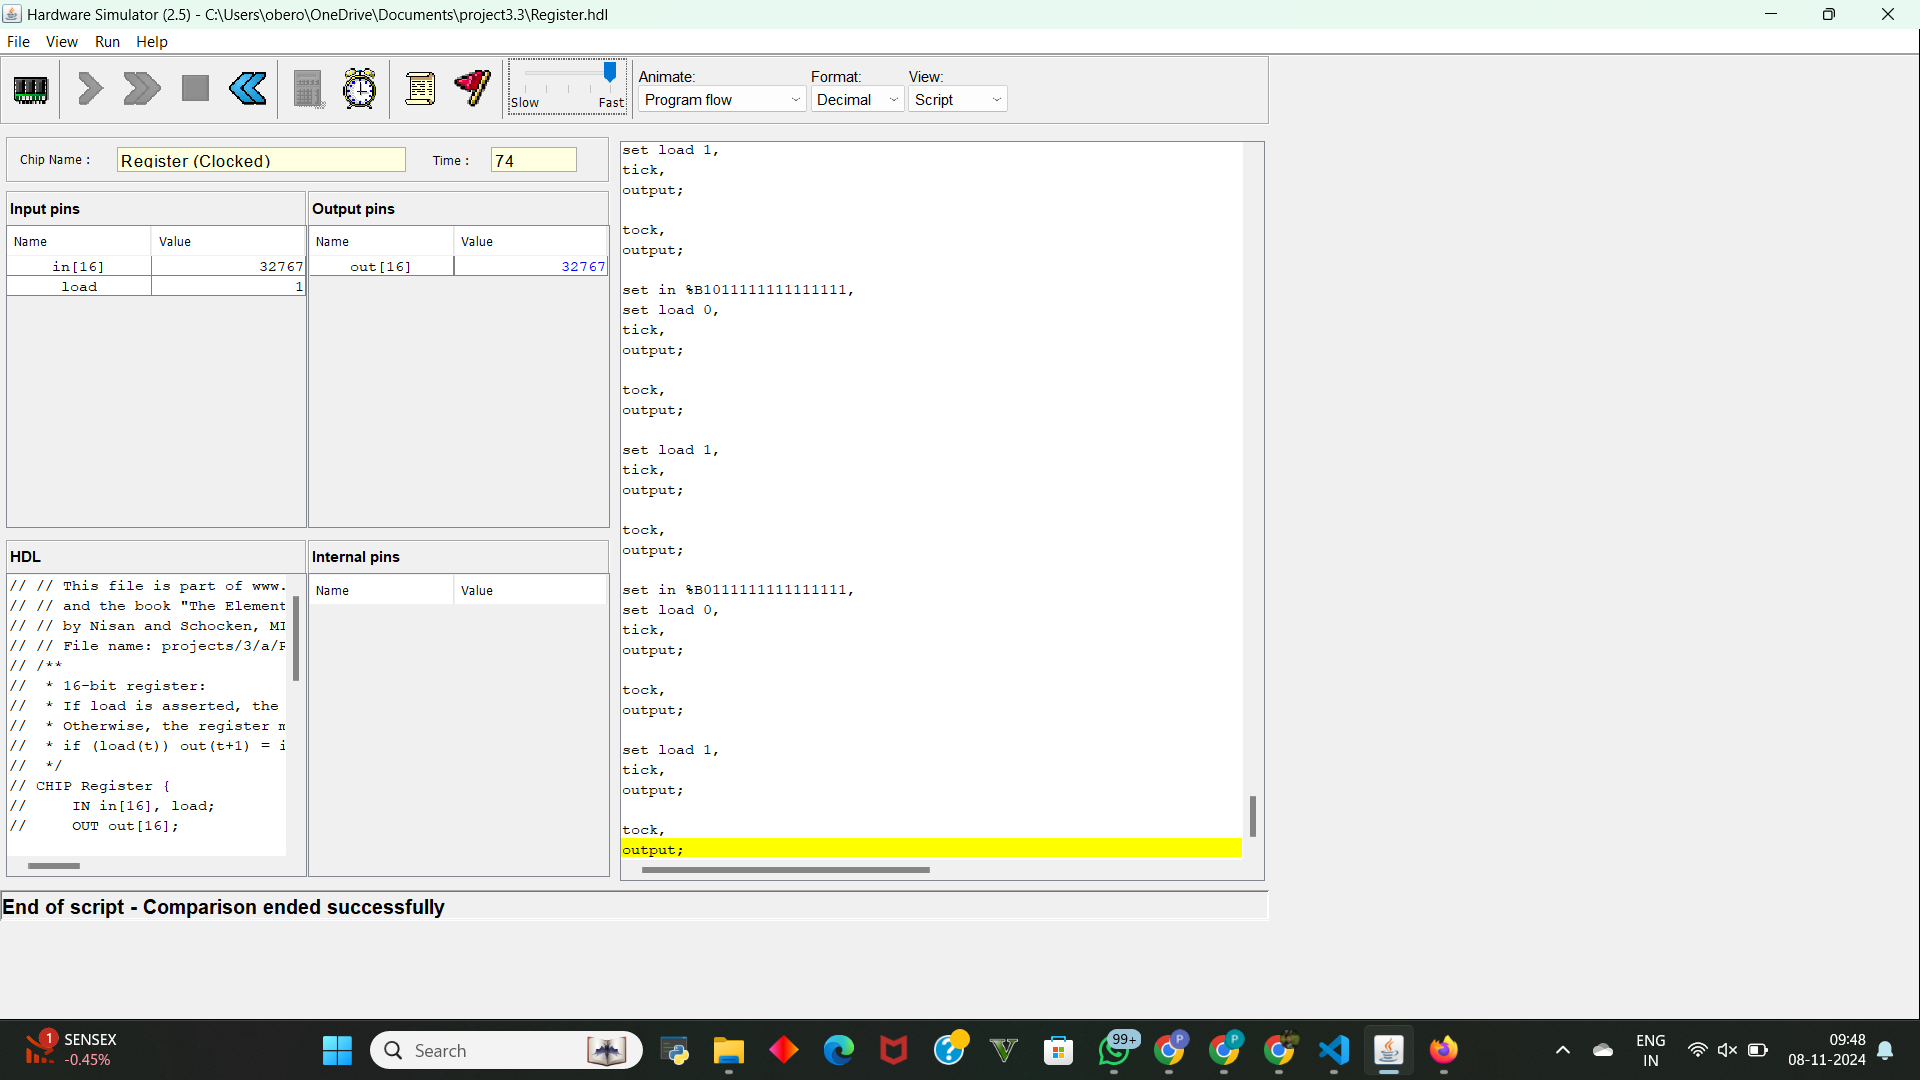 Hardware Simulator (2.5) - C:\Users\obero\OneDrive\Documents\project3.3\Register.hdl
File View Run Help
Slow Fast
Animate: Format: View:
Program flow Decimal Script
Chip Name : Register (Clocked) Time : 74
Input pins
Name Value
in[16] 32767
load 1
Output pins
Name Value
out[16] 32767
HDL
// // This file is part of www.
// // and the book "The Element
// // by Nisan and Schocken, MI
// // File name: projects/3/a/R
// /**
// * 16-bit register:
// * If load is asserted, the
// * Otherwise, the register m
// * if (load(t)) out(t+1) = i
// */
// CHIP Register {
// IN in[16], load;
// OUT out[16];
Internal pins
Name Value
set load 1,
tick,
output;
tock,
output;
set in %B1011111111111111,
set load 0,
tick,
output;
tock,
output;
set load 1,
tick,
output;
tock,
output;
set in %B0111111111111111,
set load 0,
tick,
output;
tock,
output;
set load 1,
tick,
output;
tock,
output;
End of script - Comparison ended successfully
1 SENSEX
-0.45%
Search
99+
P
P
ENG
IN
09:48
08-11-2024